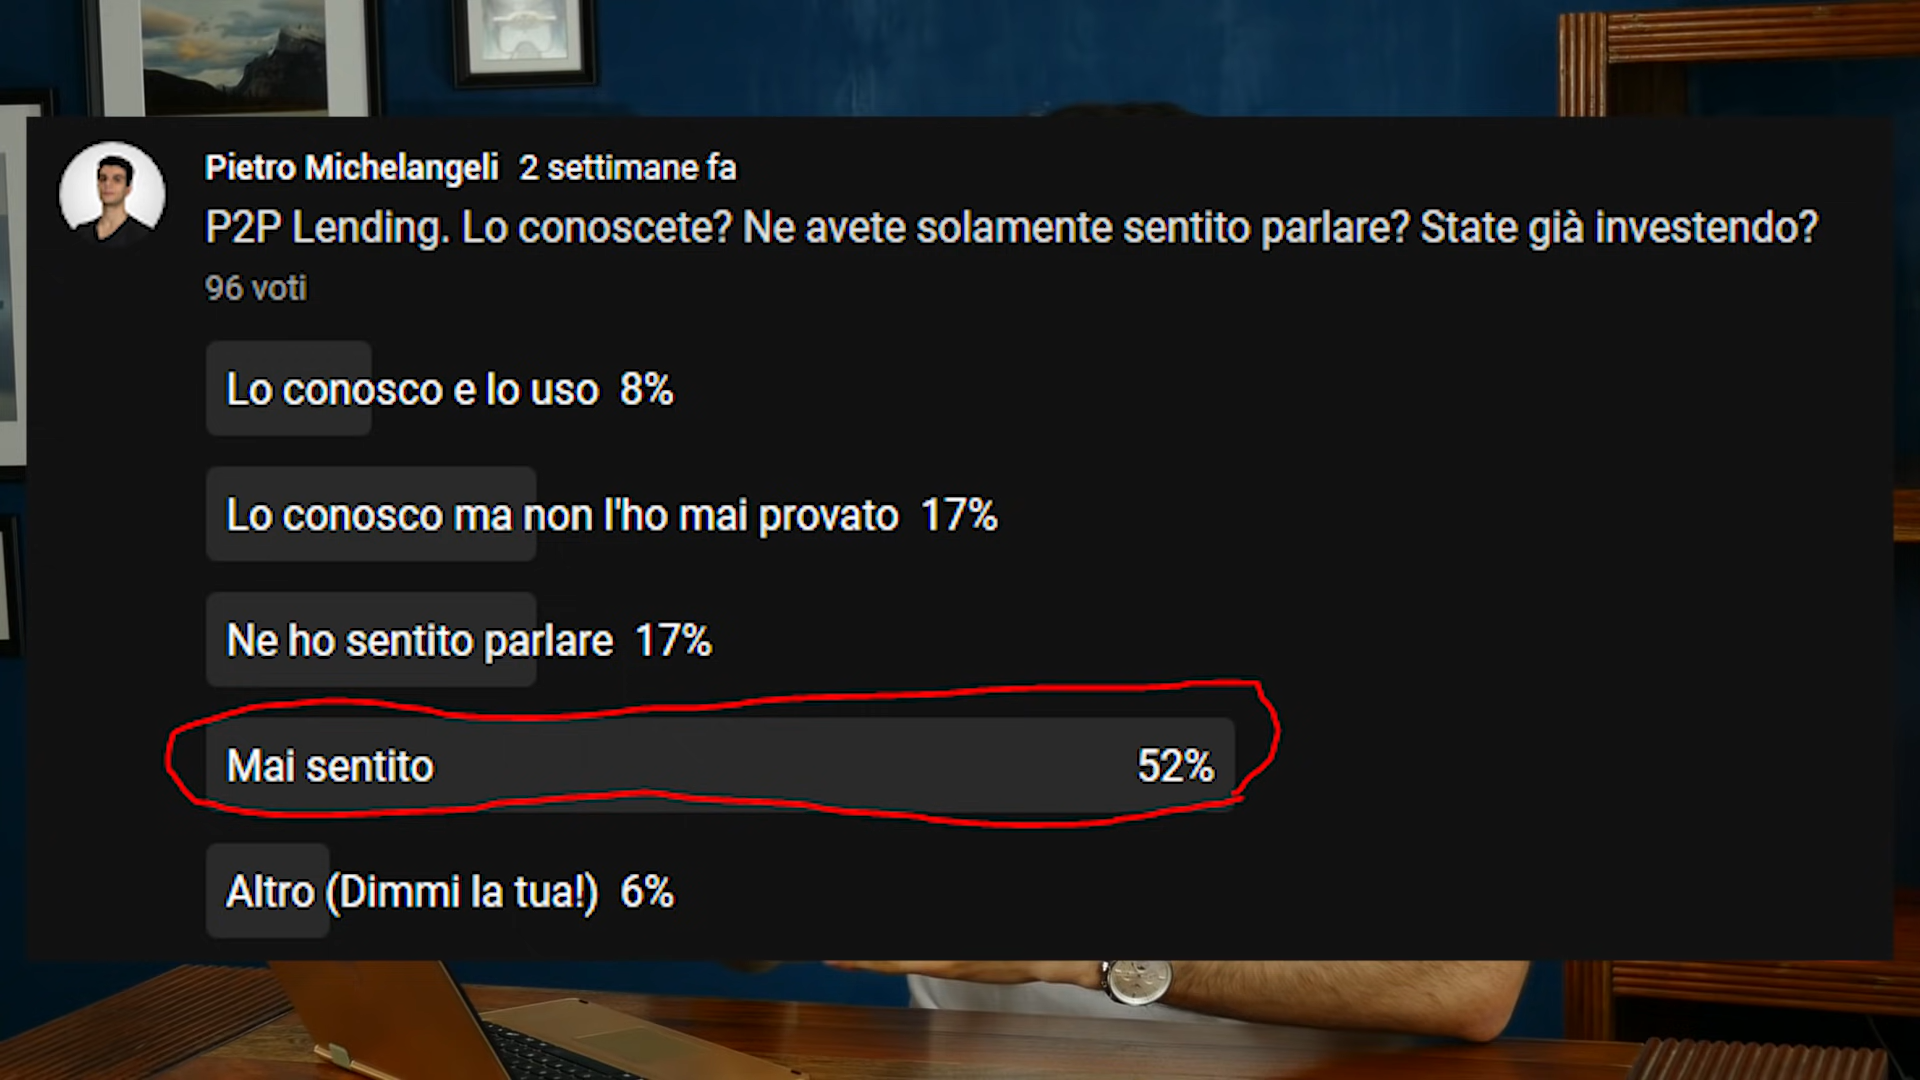 Pietro Michelangeli 2 settimane fa
P2P Lending. Lo conoscete? Ne avete solamente sentito parlare? State già investendo?
96 voti
Lo conosco e lo uso 8%
Lo conosco ma non l'ho mai provato 17%
Ne ho sentito parlare 17%
Mai sentito 52%
Altro (Dimmi la tua!) 6%